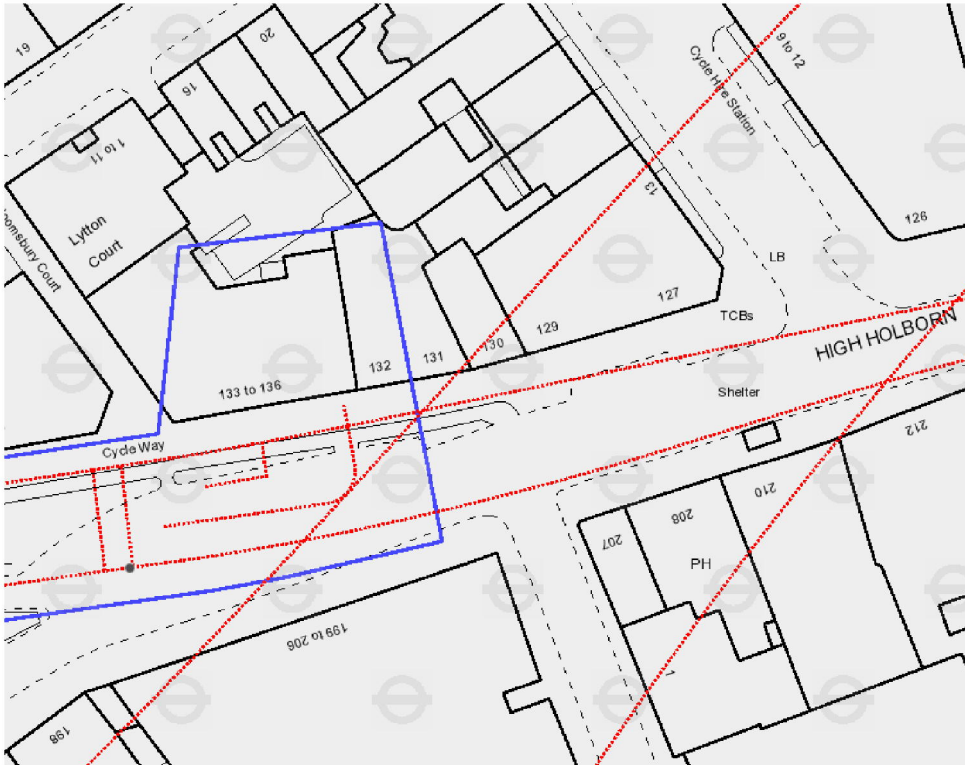 19
20
16
9 to 12
Cycle Hire Station
1 to 11
13
Lytton
Court
oomsbury Court
126
LB
127
TCBs
129
130
131
132
HIGH HOLBORN
133 to 136
Shelter
Cycle Way
212
210
208
207
PH
199 to 206
1
198